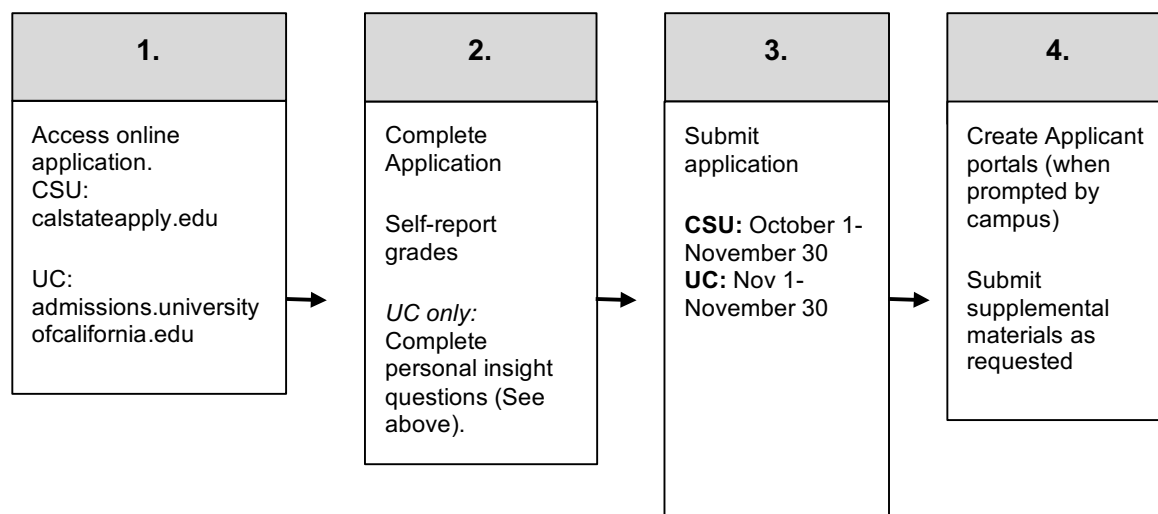 1.
Access online
application.
CSU:
calstateapply.edu
UC:
admissions.university
ofcalifornia.edu
2.
Complete
Application
Self-report
grades
UC only:
Complete
personal insight
questions (See
above).
3.
Submit
application
CSU: October 1-
November 30
UC: Nov 1-
November 30
4.
Create Applicant
portals (when
prompted by
campus)
Submit
supplemental
materials as
requested